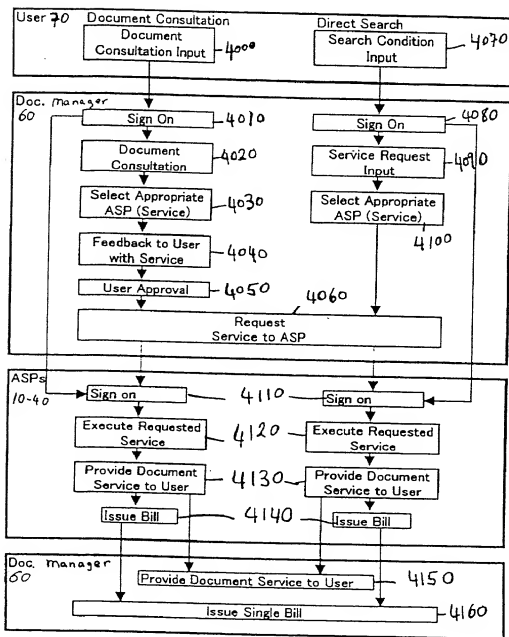 User 70
Document Consultation
Document
Consultation Input
4000
Direct Search
Search Condition
Input
4070
Doc. manager
60
Sign On
4010
Document
Consultation
4020
Select Appropriate
ASP (Service)
4030
Feedback to User
with Service
4040
User Approval
4050
Sign On
4080
Service Request
Input
4090
Select Appropriate
ASP (Service)
4100
4060
Request
Service to ASP
ASPs
10-40
Sign on
4110
Sign on
Execute Requested
Service
4120
Execute Requested
Service
Provide Document
Service to User
4130
Provide Document
Service to User
Issue Bill
4140
Issue Bill
Doc. manager
60
Provide Document Service to User
4150
Issue Single Bill
4160